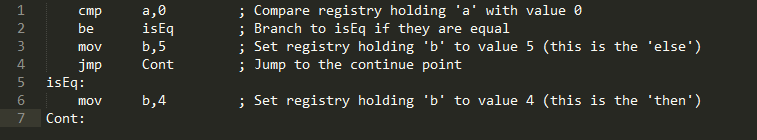 1 cmp a,0 ; Compare registry holding 'a' with value 0
2 be isEq ; Branch to isEq if they are equal
3 mov b,5 ; Set registry holding 'b' to value 5 (this is the 'else')
4 jmp Cont ; Jump to the continue point
5 isEq:
6 mov b,4 ; Set registry holding 'b' to value 4 (this is the 'then')
7 Cont: